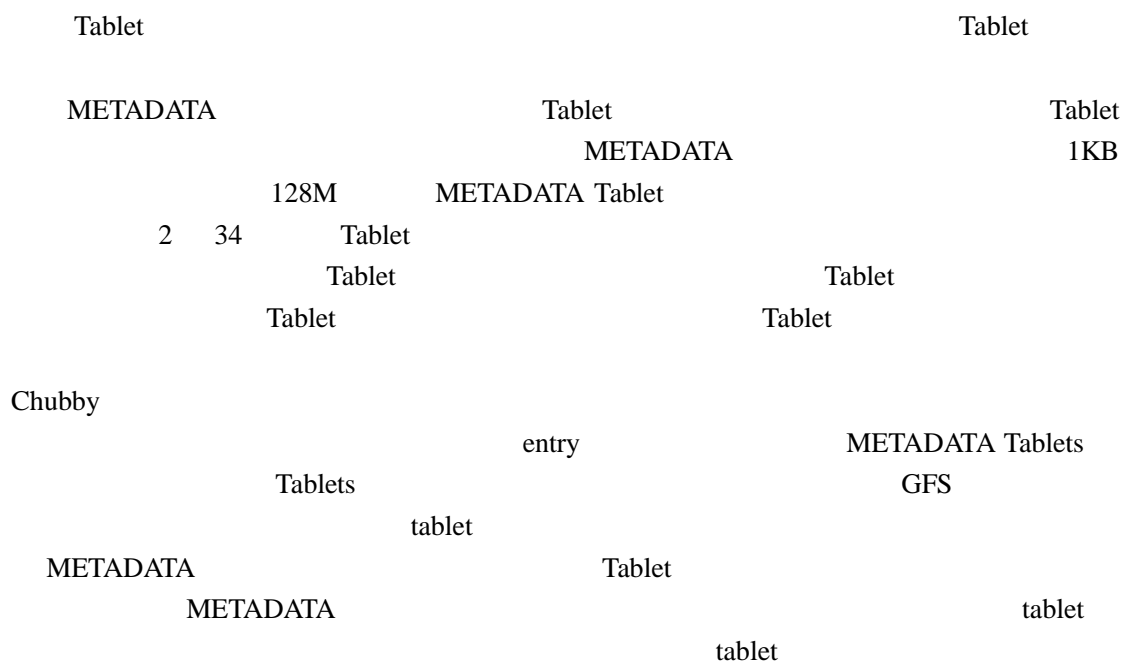 Tablet Tablet
METADATA Tablet Tablet
METADATA 1KB
128M METADATA Tablet
2 34 Tablet
Tablet Tablet
Tablet Tablet
Chubby
entry METADATA Tablets
Tablets GFS
tablet
METADATA Tablet
METADATA tablet
tablet